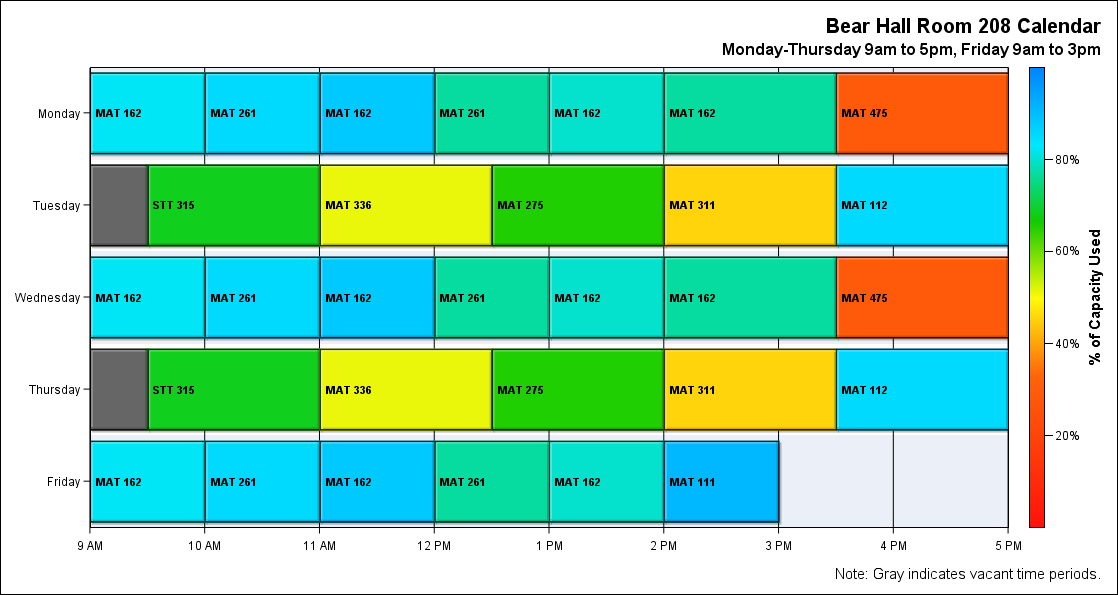 Bear Hall Room 208 Calendar
Monday-Thursday 9am to 5pm, Friday 9am to 3pm
Monday MAT 162 MAT 261 MAT 162 MAT 261 MAT 162 MAT 162 MAT 475
80%
Tuesday STT 315 MAT 336 MAT 275 MAT 311 MAT 112
60%
Wednesday MAT 162 MAT 261 MAT 162 MAT 261 MAT 162 MAT 162 MAT 475
% of Capacity Used
40%
Thursday STT 315 MAT 336 MAT 275 MAT 311 MAT 112
20%
Friday MAT 162 MAT 261 MAT 162 MAT 261 MAT 162 MAT 111
9 AM 10 AM 11 AM 12 PM 1 PM 2 PM 3 PM 4 PM 5 PM
Note: Gray indicates vacant time periods.